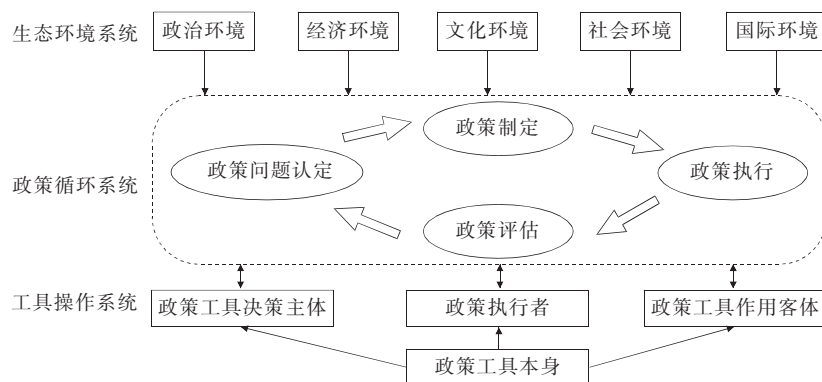 生态环境系统 政治环境 经济环境 文化环境 社会环境 国际环境
政策制定
政策问题认定 政策执行
政策循环系统
政策评估
工具操作系统 政策工具决策主体 政策执行者 政策工具作用客体
政策工具本身